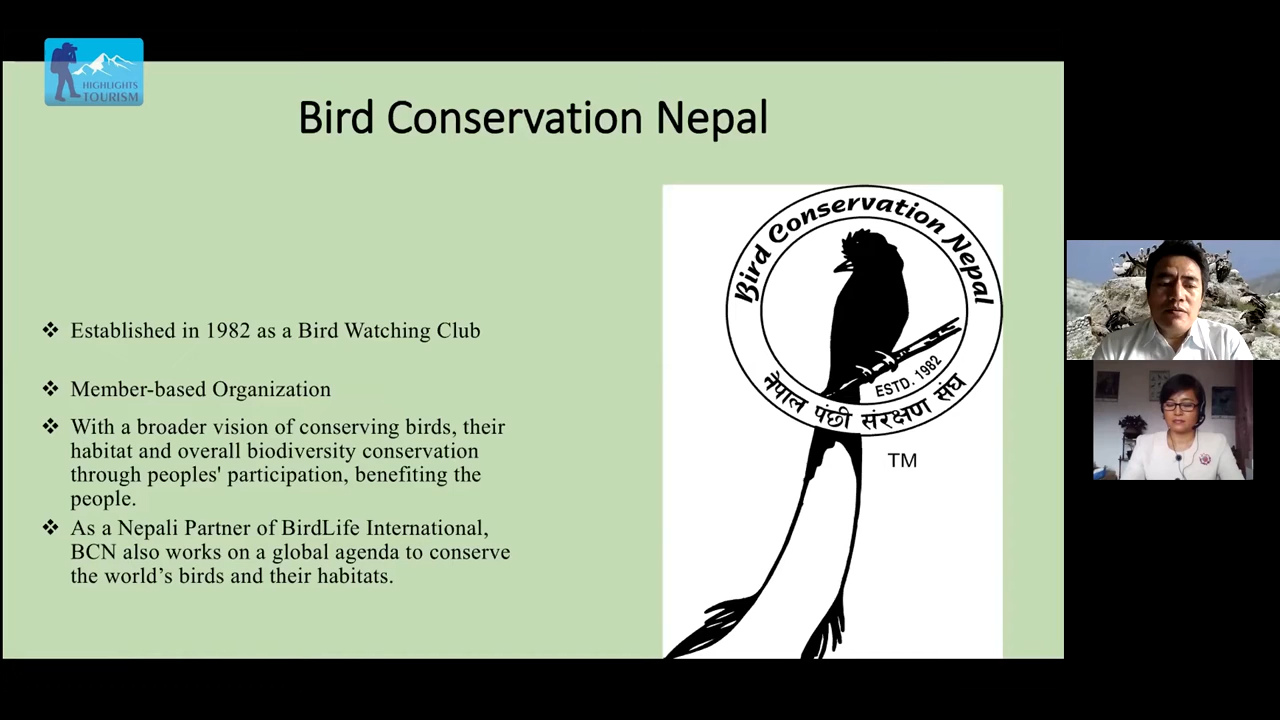 HIGHLIGHTS
TOURISM
Bird Conservation Nepal
❖ Established in 1982 as a Bird Watching Club
❖ Member-based Organization
❖ With a broader vision of conserving birds, their
habitat and overall biodiversity conservation
through peoples' participation, benefiting the
people.
❖ As a Nepali Partner of BirdLife International,
BCN also works on a global agenda to conserve
the world’s birds and their habitats.
Bird Conservation Nepal
ESTD. 1982
नेपाल पंछी संरक्षण संघ
TM